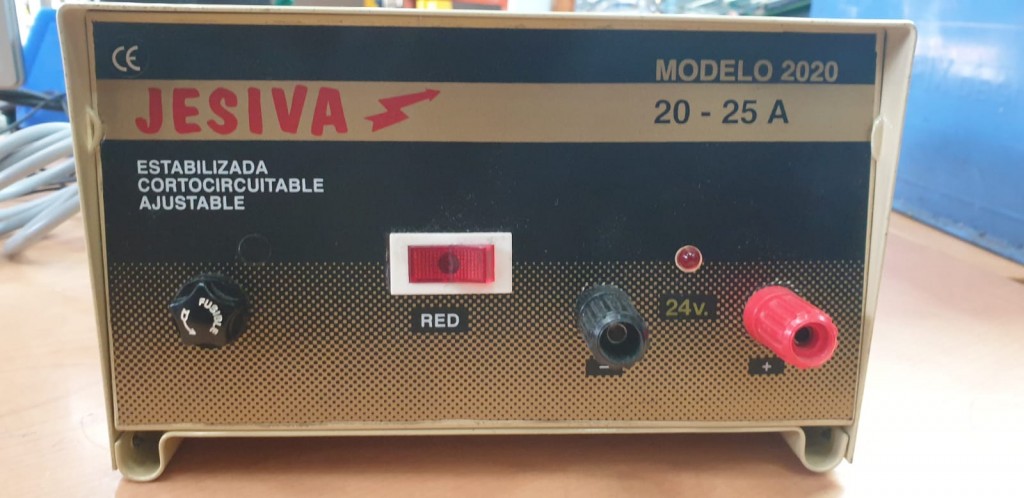 CE
MODELO 2020
JESIVA
20 - 25 A
ESTABILIZADA
CORTOCIRCUITABLE
AJUSTABLE
FUSIBLE
RED
24v.
-
+